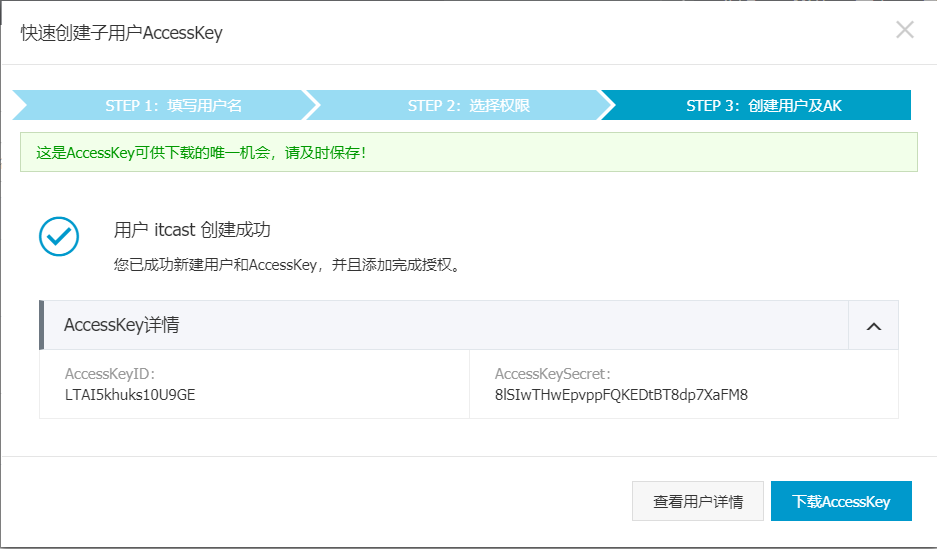 快速创建子用户AccessKey
STEP 1：填写用户名
STEP 2：选择权限
STEP 3：创建用户及AK
这是AccessKey可供下载的唯一机会，请及时保存！
用户 itcast 创建成功
您已成功新建用户和AccessKey，并且添加完成授权。
AccessKey详情
AccessKeyID：
LTAI5khuks10U9GE
AccessKeySecret：
8lSIwTHwEpvppFQKEDtBT8dp7XaFM8
查看用户详情
下载AccessKey